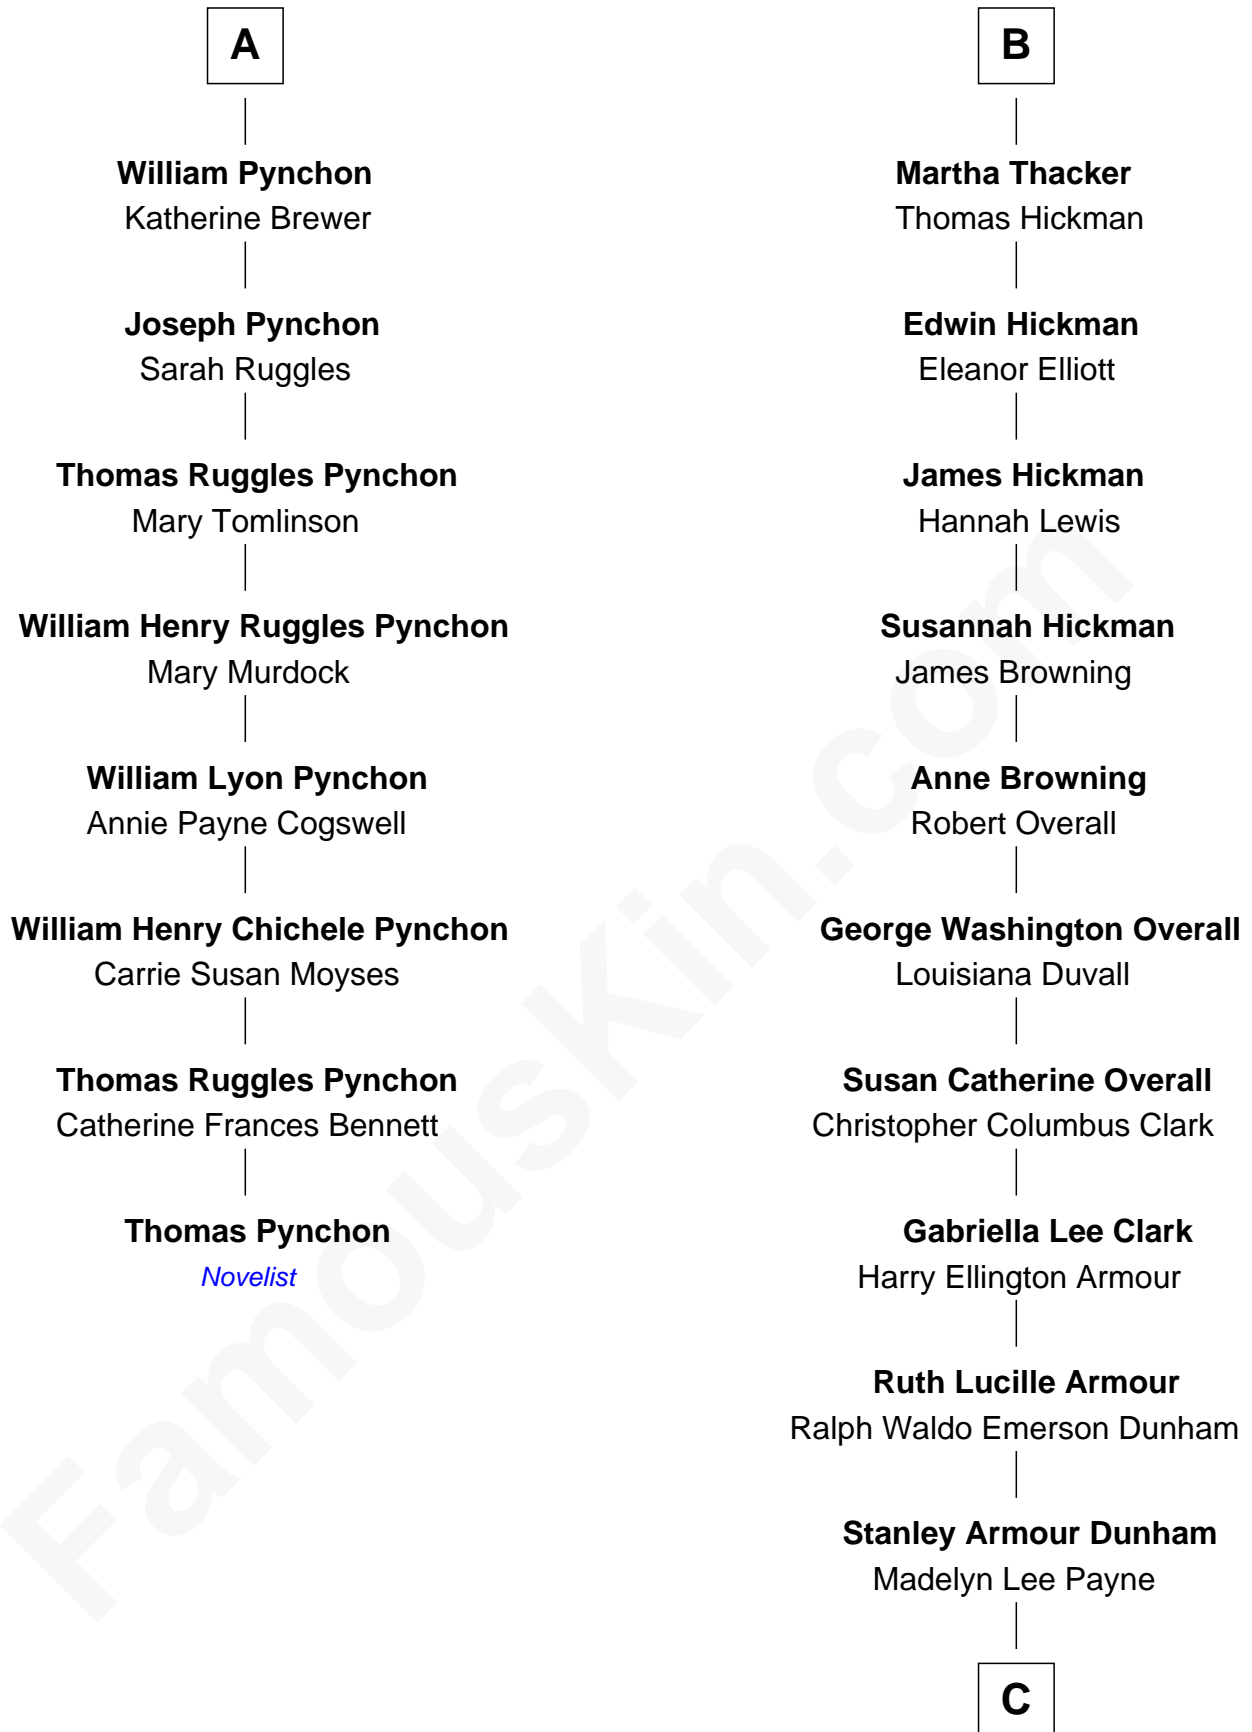 A
William Pynchon
Katherine Brewer
Joseph Pynchon
Sarah Ruggles
Thomas Ruggles Pynchon
Mary Tomlinson
William Henry Ruggles Pynchon
Mary Murdock
William Lyon Pynchon
Annie Payne Cogswell
William Henry Chichele Pynchon
Carrie Susan Moyses
Thomas Ruggles Pynchon
Catherine Frances Bennett
Thomas Pynchon
Novelist
B
Martha Thacker
Thomas Hickman
Edwin Hickman
Eleanor Elliott
James Hickman
Hannah Lewis
Susannah Hickman
James Browning
Anne Browning
Robert Overall
George Washington Overall
Louisiana Duvall
Susan Catherine Overall
Christopher Columbus Clark
Gabriella Lee Clark
Harry Ellington Armour
Ruth Lucille Armour
Ralph Waldo Emerson Dunham
Stanley Armour Dunham
Madelyn Lee Payne
C
FamousKin.com